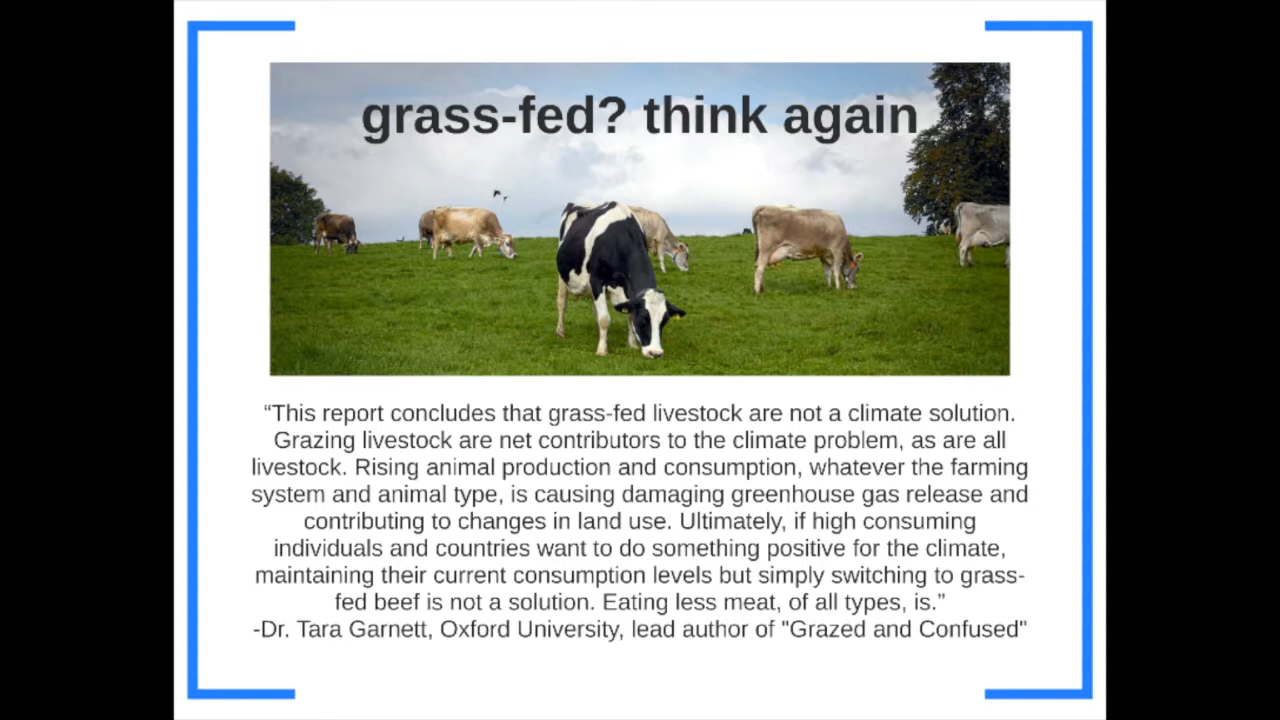 grass-fed? think again
“This report concludes that grass-fed livestock are not a climate solution.
Grazing livestock are net contributors to the climate problem, as are all
livestock. Rising animal production and consumption, whatever the farming
system and animal type, is causing damaging greenhouse gas release and
contributing to changes in land use. Ultimately, if high consuming
individuals and countries want to do something positive for the climate,
maintaining their current consumption levels but simply switching to grass-
fed beef is not a solution. Eating less meat, of all types, is.”
-Dr. Tara Garnett, Oxford University, lead author of "Grazed and Confused"